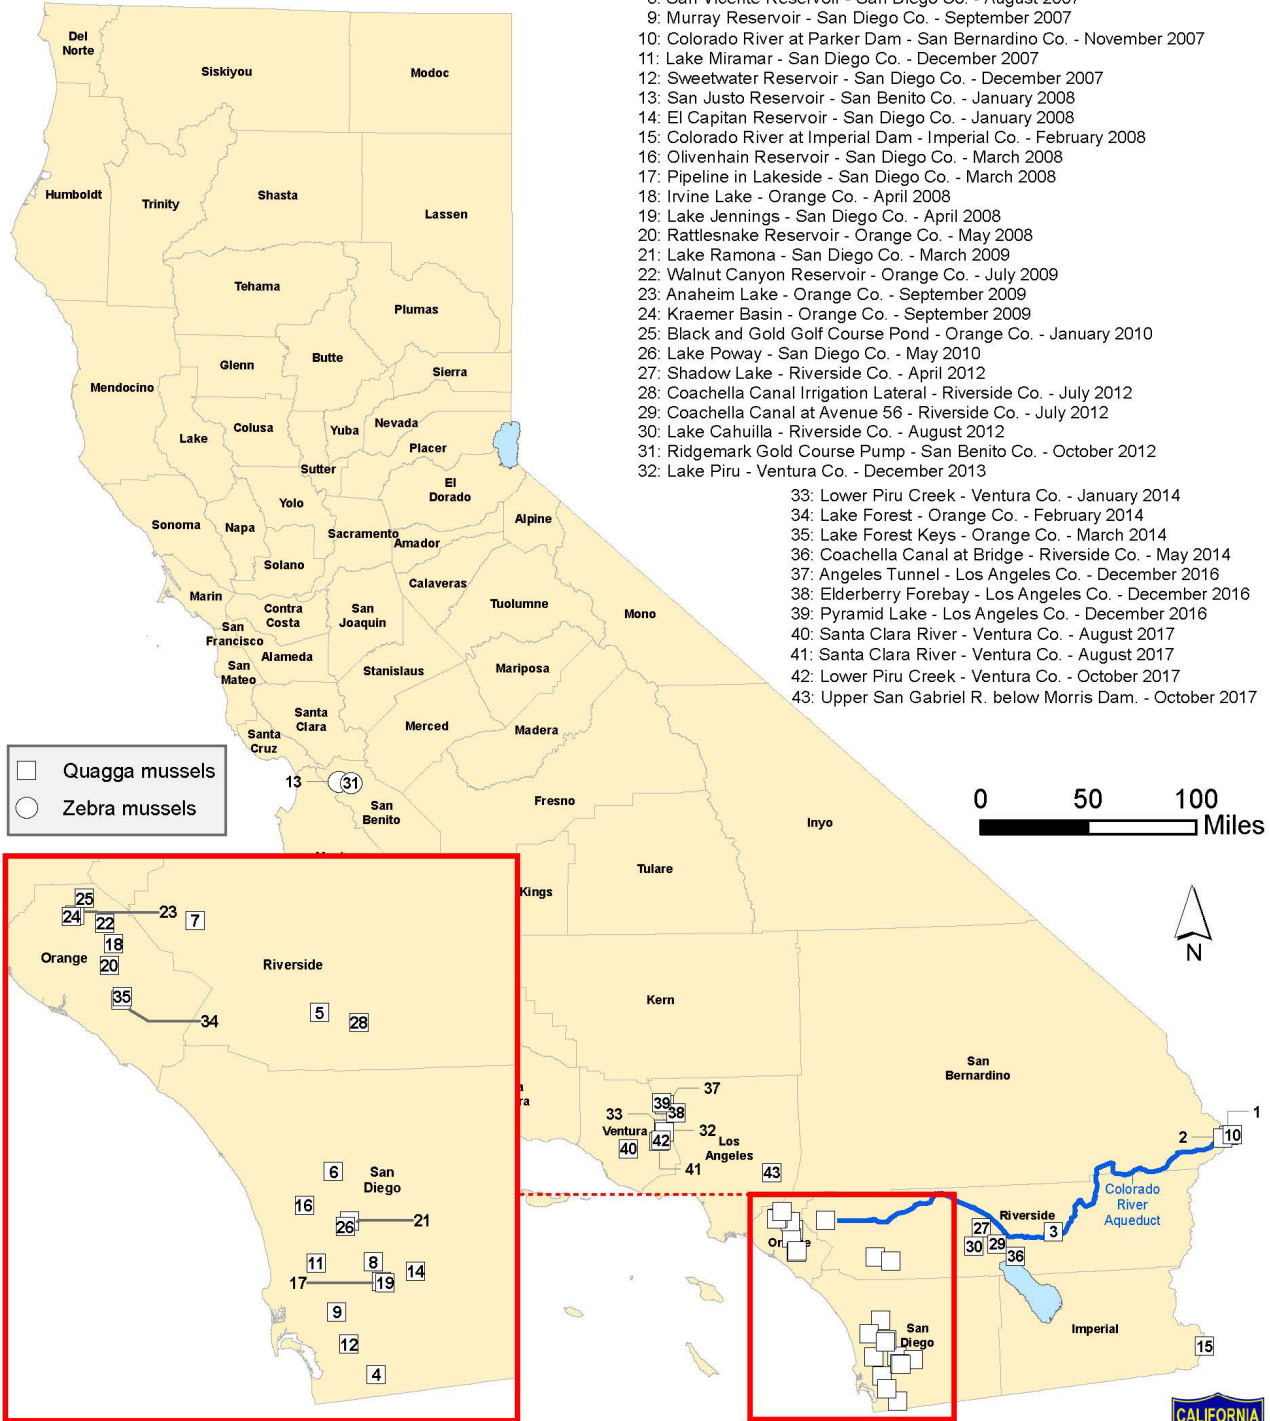 8: San Vicente Reservoir - San Diego Co. - August 2007
9: Murray Reservoir - San Diego Co. - September 2007
10: Colorado River at Parker Dam - San Bernardino Co. - November 2007
11: Lake Miramar - San Diego Co. - December 2007
12: Sweetwater Reservoir - San Diego Co. - December 2007
13: San Justo Reservoir - San Benito Co. - January 2008
14: El Capitan Reservoir - San Diego Co. - January 2008
15: Colorado River at Imperial Dam - Imperial Co. - February 2008
16: Olivenhain Reservoir - San Diego Co. - March 2008
17: Pipeline in Lakeside - San Diego Co. - March 2008
18: Irvine Lake - Orange Co. - April 2008
19: Lake Jennings - San Diego Co. - April 2008
20: Rattlesnake Reservoir - Orange Co. - May 2008
21: Lake Ramona - San Diego Co. - March 2009
22: Walnut Canyon Reservoir - Orange Co. - July 2009
23: Anaheim Lake - Orange Co. - September 2009
24: Kraemer Basin - Orange Co. - September 2009
25: Black and Gold Golf Course Pond - Orange Co. - January 2010
26: Lake Poway - San Diego Co. - May 2010
27: Shadow Lake - Riverside Co. - April 2012
28: Coachella Canal Irrigation Lateral - Riverside Co. - July 2012
29: Coachella Canal at Avenue 56 - Riverside Co. - July 2012
30: Lake Cahuilla - Riverside Co. - August 2012
31: Ridgemark Gold Course Pump - San Benito Co. - October 2012
32: Lake Piru - Ventura Co. - December 2013
33: Lower Piru Creek - Ventura Co. - January 2014
34: Lake Forest - Orange Co. - February 2014
35: Lake Forest Keys - Orange Co. - March 2014
36: Coachella Canal at Bridge - Riverside Co. - May 2014
37: Angeles Tunnel - Los Angeles Co. - December 2016
38: Elderberry Forebay - Los Angeles Co. - December 2016
39: Pyramid Lake - Los Angeles Co. - December 2016
40: Santa Clara River - Ventura Co. - August 2017
41: Santa Clara River - Ventura Co. - August 2017
42: Lower Piru Creek - Ventura Co. - October 2017
43: Upper San Gabriel R. below Morris Dam. - October 2017
Del
Norte
Siskiyou
Modoc
Humboldt
Trinity
Shasta
Lassen
Tehama
Plumas
Glenn
Butte
Sierra
Mendocino
Lake
Colusa
Yuba
Nevada
Placer
Sutter
El
Dorado
Yolo
Sonoma
Napa
Sacramento
Alpine
Amador
Solano
Calaveras
Marin
Contra
Costa
San
Joaquin
Tuolumne
Mono
San
Francisco
Alameda
San
Mateo
Stanislaus
Mariposa
Santa
Clara
Merced
Madera
Santa
Cruz
13
31
San
Benito
Fresno
Inyo
Tulare
Kings
Kern
San
Bernardino
Quagga mussels
Zebra mussels
0 50 100
Miles
N
25
24
23
7
22
18
Orange
20
Riverside
35
34
5
28
6
San
Diego
16
26
21
11
8
14
17
19
9
12
4
37
39
38
33
Ventura
32
42
40
Los
Angeles
41
43
1
2
10
Colorado
River
Aqueduct
Riverside
27
3
30
29
36
San
Diego
Imperial
15
CALIFORNIA